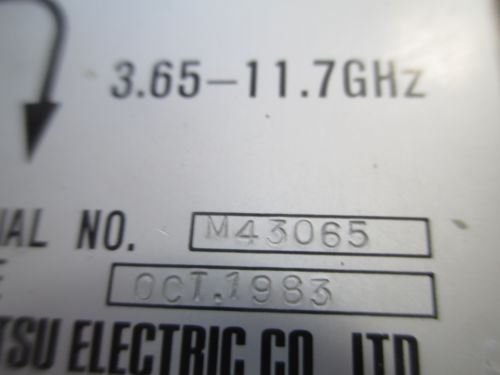 3.65-11.7GHz
IAL NO. M43065
E OCT.1983
TSU ELECTRIC CO. LTD